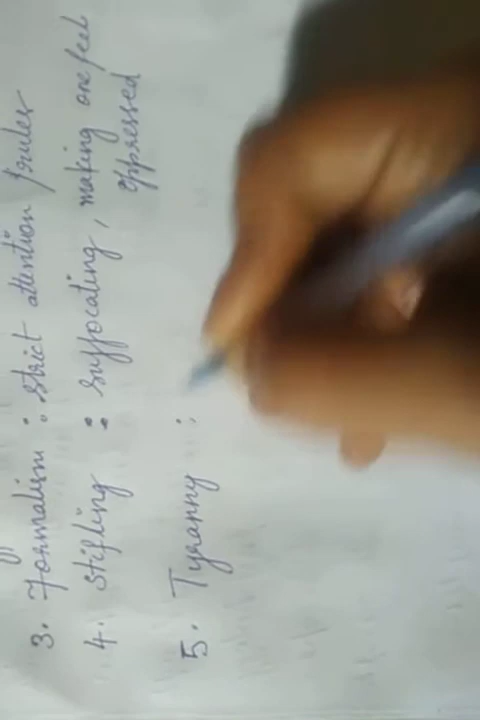 3. Formalism : strict attention rules
4. stifling : suffocating, making one feel
oppressed
5. Tyranny :